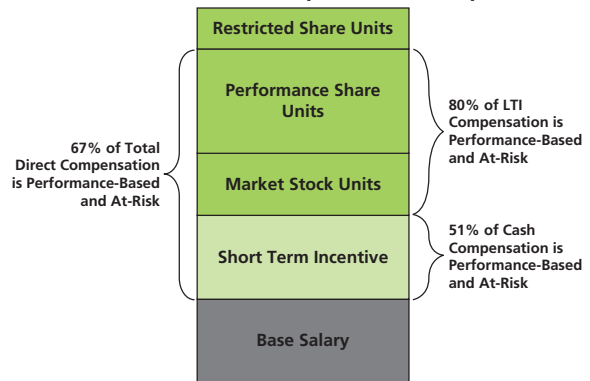 Restricted Share Units
Performance Share
Units
Market Stock Units
Short Term Incentive
Base Salary
67% of Total
Direct Compensation
is Performance-Based
and At-Risk
80% of LTI
Compensation is
Performance-Based
and At-Risk
51% of Cash
Compensation is
Performance-Based
and At-Risk